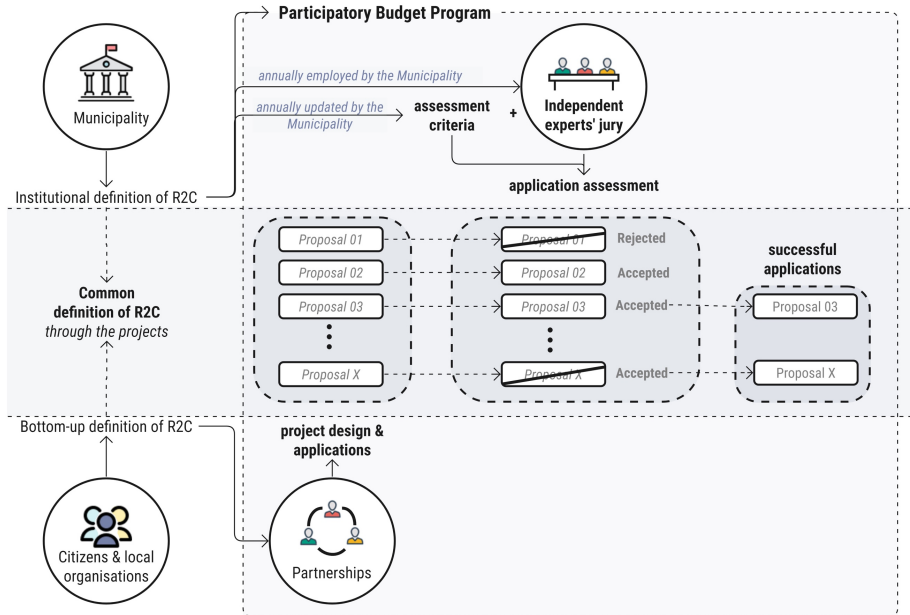 Participatory Budget Program
Municipality
annually employed by the Municipality
annually updated by the
Municipality
assessment
criteria
+
Independent
experts' jury
Institutional definition of R2C
application assessment
Proposal 01
Proposal 01
Rejected
Proposal 02
Proposal 02
Accepted
Proposal 03
Proposal 03
Accepted
Proposal X
Proposal X
Accepted
successful
applications
Proposal 03
Proposal X
Common
definition of R2C
through the projects
Bottom-up definition of R2C
project design &
applications
Citizens & local
organisations
Partnerships